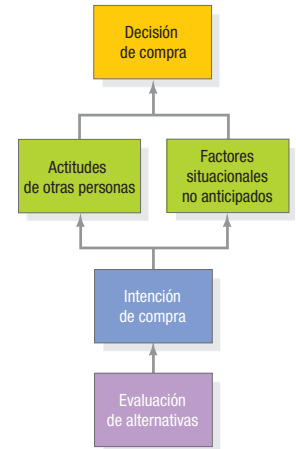 Decisión
de compra
Actitudes
de otras personas
Factores
situacionales
no anticipados
Intención
de compra
Evaluación
de alternativas